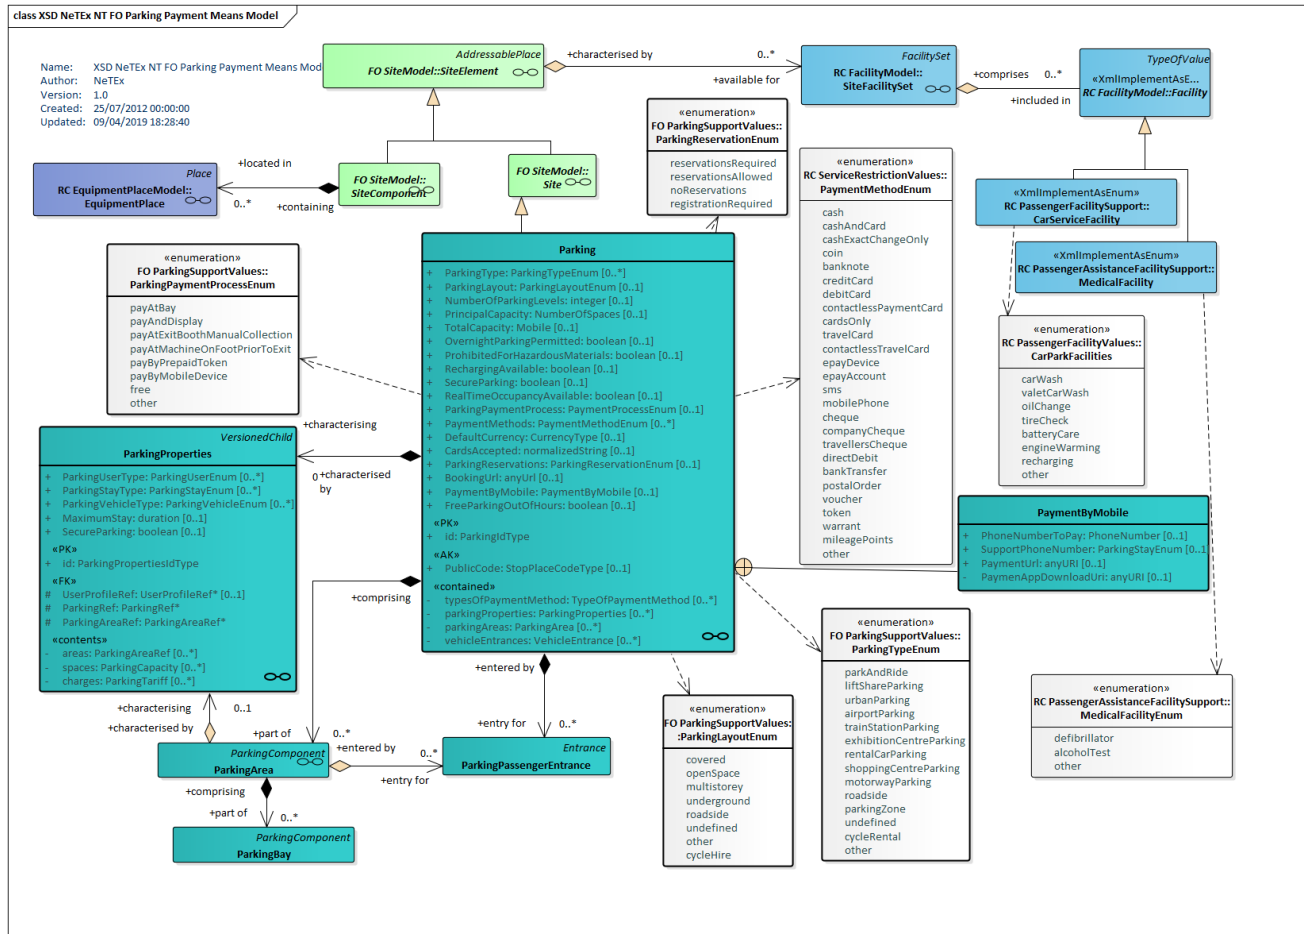 class XSD NeTEx NT FO Parking Payment Means Model
Name: XSD NeTEx NT FO Parking Payment Means Mod
Author: NeTEx
Version: 1.0
Created: 25/07/2012 00:00:00
Updated: 09/04/2019 18:28:40
AddressablePlace
FO SiteModel::SiteElement
+characterised by
0..*
+available for
FacilitySet
RC FacilityModel::
SiteFacilitySet
+comprises
0..*
+included in
TypeOfValue
«XmlImplementAsE...
RC FacilityModel::Facility
Place
RC EquipmentPlaceModel::
EquipmentPlace
+located in
0..*
+containing
FO SiteModel::
SiteComponent
FO SiteModel::
Site
«enumeration»
FO ParkingSupportValues::
ParkingReservationEnum
reservationsRequired
reservationsAllowed
noReservations
registrationRequired
«enumeration»
RC ServiceRestrictionValues::
PaymentMethodEnum
cash
cashAndCard
cashExactChangeOnly
coin
banknote
creditCard
debitCard
contactlessPaymentCard
cardsOnly
travelCard
contactlessTravelCard
epayDevice
epayAccount
sms
mobilePhone
cheque
companyCheque
travellersCheque
directDebit
bankTransfer
postalOrder
voucher
token
warrant
mileagePoints
other
«XmlImplementAsEnum»
RC PassengerFacilitySupport::
CarServiceFacility
«XmlImplementAsEnum»
RC PassengerAssistanceFacilitySupport::
MedicalFacility
«enumeration»
RC PassengerFacilityValues::
CarParkFacilities
carWash
valetCarWash
oilChange
tireCheck
batteryCare
engineWarming
recharging
other
«enumeration»
FO ParkingSupportValues::
ParkingPaymentProcessEnum
payAtBay
payAndDisplay
payAtExitBoothManualCollection
payAtMachineOnFootPriorToExit
payByPrepaidToken
payByMobileDevice
free
other
Parking
+ ParkingType: ParkingTypeEnum [0..*]
+ ParkingLayout: ParkingLayoutEnum [0..1]
+ NumberOfParkingLevels: integer [0..1]
+ PrincipalCapacity: NumberOfSpaces [0..1]
+ TotalCapacity: Mobile [0..1]
+ OvernightParkingPermitted: boolean [0..1]
+ ProhibitedForHazardousMaterials: boolean [0..1]
+ RechargingAvailable: boolean [0..1]
+ SecureParking: boolean [0..1]
+ RealTimeOccupancyAvailable: boolean [0..1]
+ ParkingPaymentProcess: PaymentProcessEnum [0..1]
+ PaymentMethods: PaymentMethodEnum [0..*]
+ DefaultCurrency: CurrencyType [0..1]
+ CardsAccepted: normalizedString [0..1]
+ ParkingReservations: ParkingReservationEnum [0..1]
+ BookingUrl: anyUrl [0..1]
+ PaymentByMobile: PaymentByMobile [0..1]
+ FreeParkingOutOfHours: boolean [0..1]
«PK»
+ id: ParkingIdType
«AK»
+ PublicCode: StopPlaceCodeType [0..1]
«contained»
- typesOfPaymentMethod: TypeOfPaymentMethod [0..*]
- parkingProperties: ParkingProperties [0..*]
- parkingAreas: ParkingArea [0..*]
- vehicleEntrances: VehicleEntrance [0..*]
+characterising
0
+characterised
by
VersionedChild
ParkingProperties
+ ParkingUserType: ParkingUserEnum [0..*]
+ ParkingStayType: ParkingStayEnum [0..*]
+ ParkingVehicleType: ParkingVehicleEnum [0..*]
+ MaximumStay: duration [0..1]
+ SecureParking: boolean [0..1]
«PK»
+ id: ParkingPropertiesIdType
«FK»
# UserProfileRef: UserProfileRef* [0..1]
# ParkingRef: ParkingRef*
# ParkingAreaRef: ParkingAreaRef*
«contents»
- areas: ParkingAreaRef [0..*]
- spaces: ParkingCapacity [0..*]
- charges: ParkingTariff [0..*]
PaymentByMobile
+ PhoneNumberToPay: PhoneNumber [0..1]
+ SupportPhoneNumber: ParkingStayEnum [0..1]
+ PaymentUrl: anyURI [0..1]
- PaymenAppDownloadUri: anyURI [0..1]
+comprising
+entered by
+entry for
0..*
+characterising
0..1
+characterised by
+part of
0..*
+entered by
0..*
+entry for
ParkingComponent
ParkingArea
Entrance
ParkingPassengerEntrance
+comprising
+part of
0..*
ParkingComponent
ParkingBay
«enumeration»
FO ParkingSupportValues:
:ParkingLayoutEnum
covered
openSpace
multistorey
underground
roadside
undefined
other
cycleHire
«enumeration»
FO ParkingSupportValues::
ParkingTypeEnum
parkAndRide
liftShareParking
urbanParking
airportParking
trainStationParking
exhibitionCentreParking
rentalCarParking
shoppingCentreParking
motorwayParking
roadside
parkingZone
undefined
cycleRental
other
«enumeration»
RC PassengerAssistanceFacilitySupport::
MedicalFacilityEnum
defibrillator
alcoholTest
other